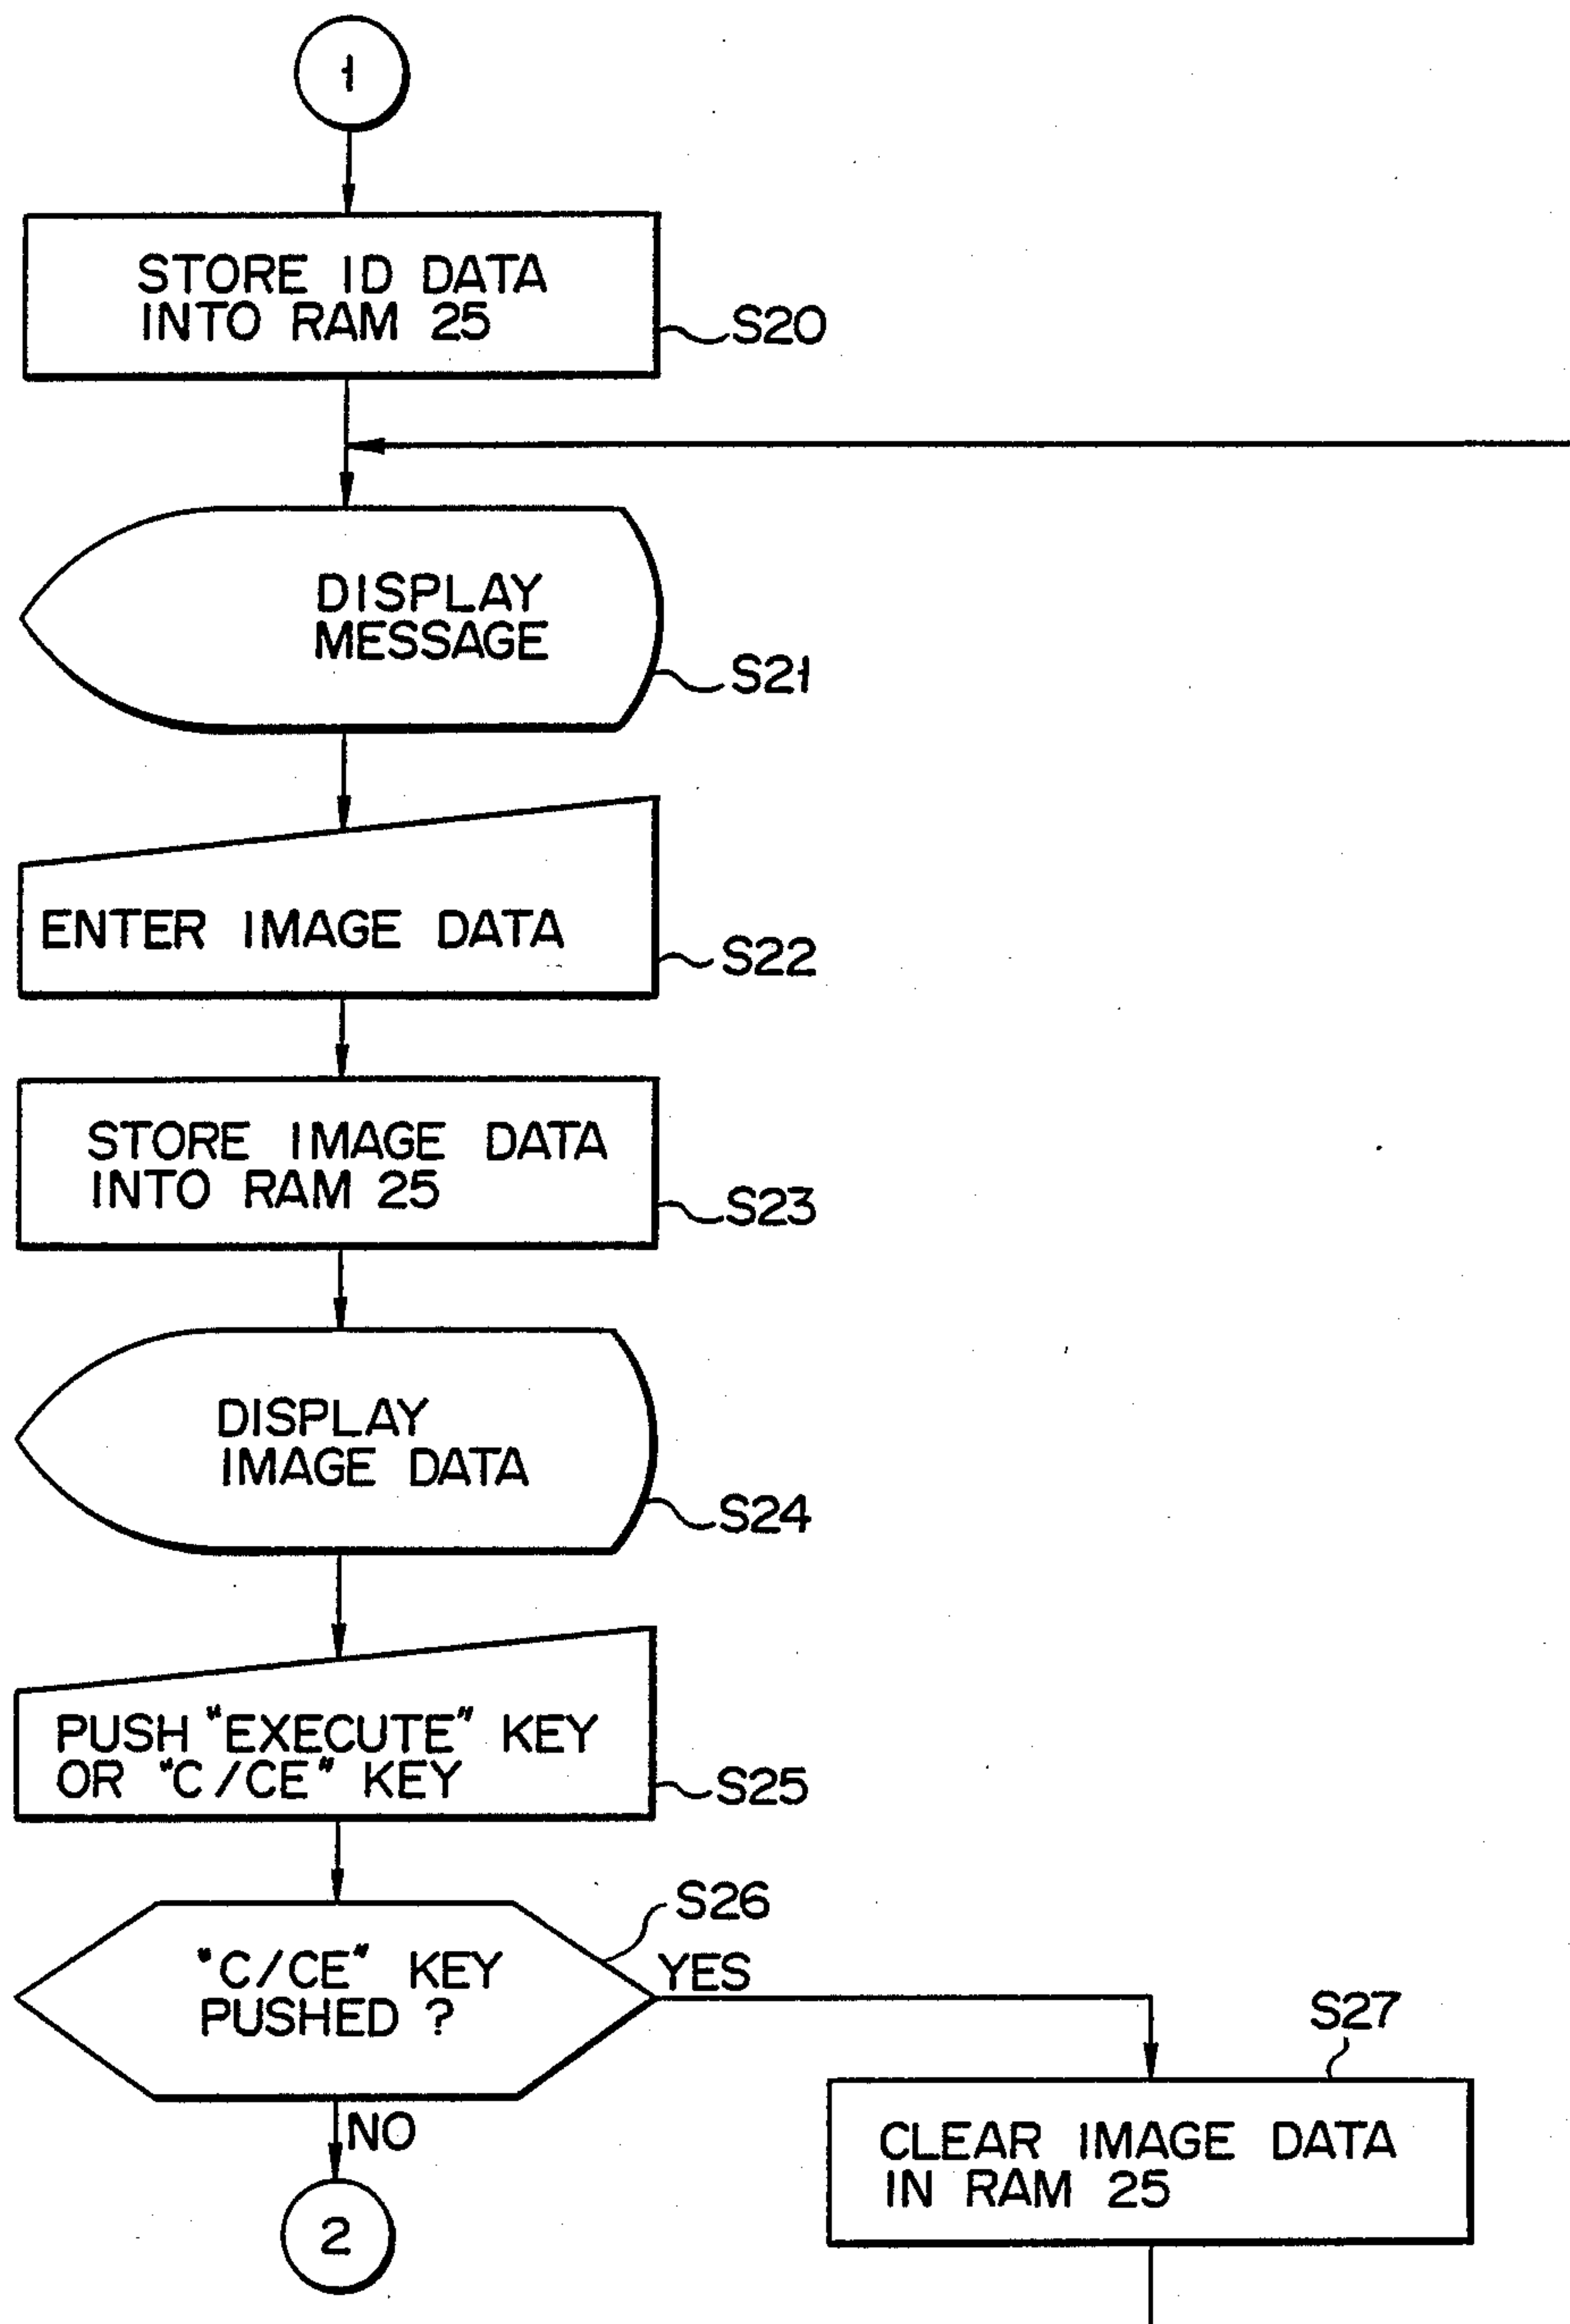 1
STORE ID DATA
INTO RAM 25
S20
DISPLAY
MESSAGE
S21
ENTER IMAGE DATA
S22
STORE IMAGE DATA
INTO RAM 25
S23
DISPLAY
IMAGE DATA
S24
PUSH "EXECUTE" KEY
OR "C/CE" KEY
S25
S26
"C/CE" KEY
PUSHED ?
YES
NO
2
S27
CLEAR IMAGE DATA
IN RAM 25